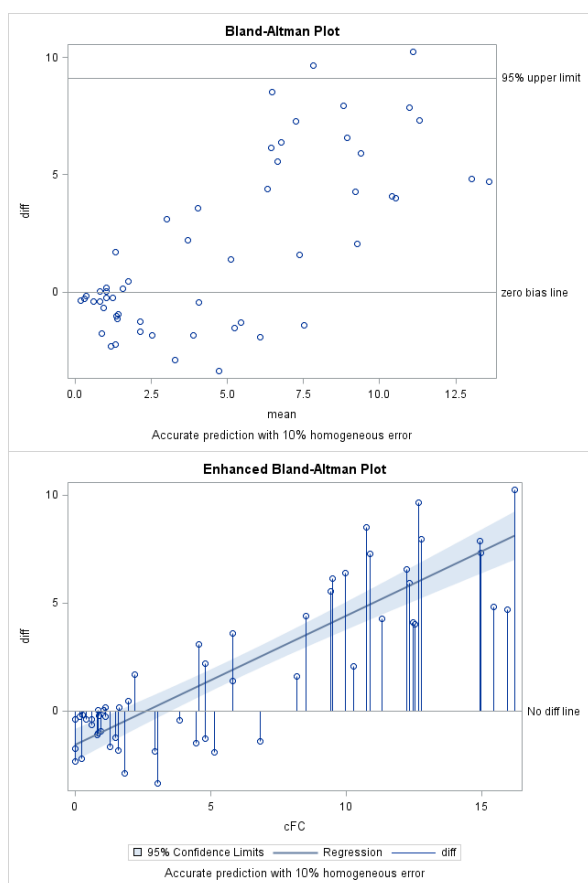 Bland-Altman Plot
10
95% upper limit
5
diff
0
zero bias line
0.0 2.5 5.0 7.5 10.0 12.5
mean
Accurate prediction with 10% homogeneous error
Enhanced Bland-Altman Plot
10
5
diff
0
No diff line
0 5 10 15
cFC
95% Confidence Limits Regression diff
Accurate prediction with 10% homogeneous error